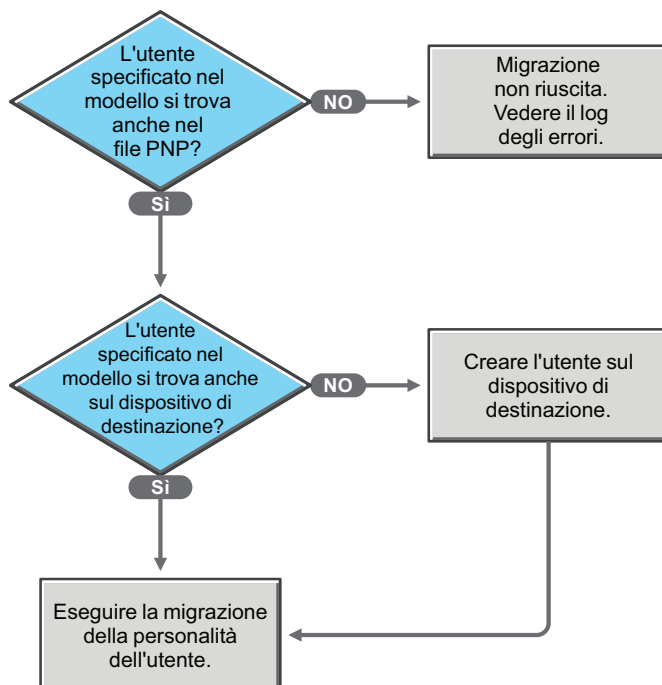 L'utente
specificato nel
modello si trova
anche nel
file PNP?
NO
Migrazione
non riuscita.
Vedere il log
degli errori.
Sì
L'utente
specificato nel
modello si trova anche
sul dispositivo di
destinazione?
NO
Creare l'utente sul
dispositivo di
destinazione.
Sì
Eseguire la migrazione
della personalità
dell'utente.